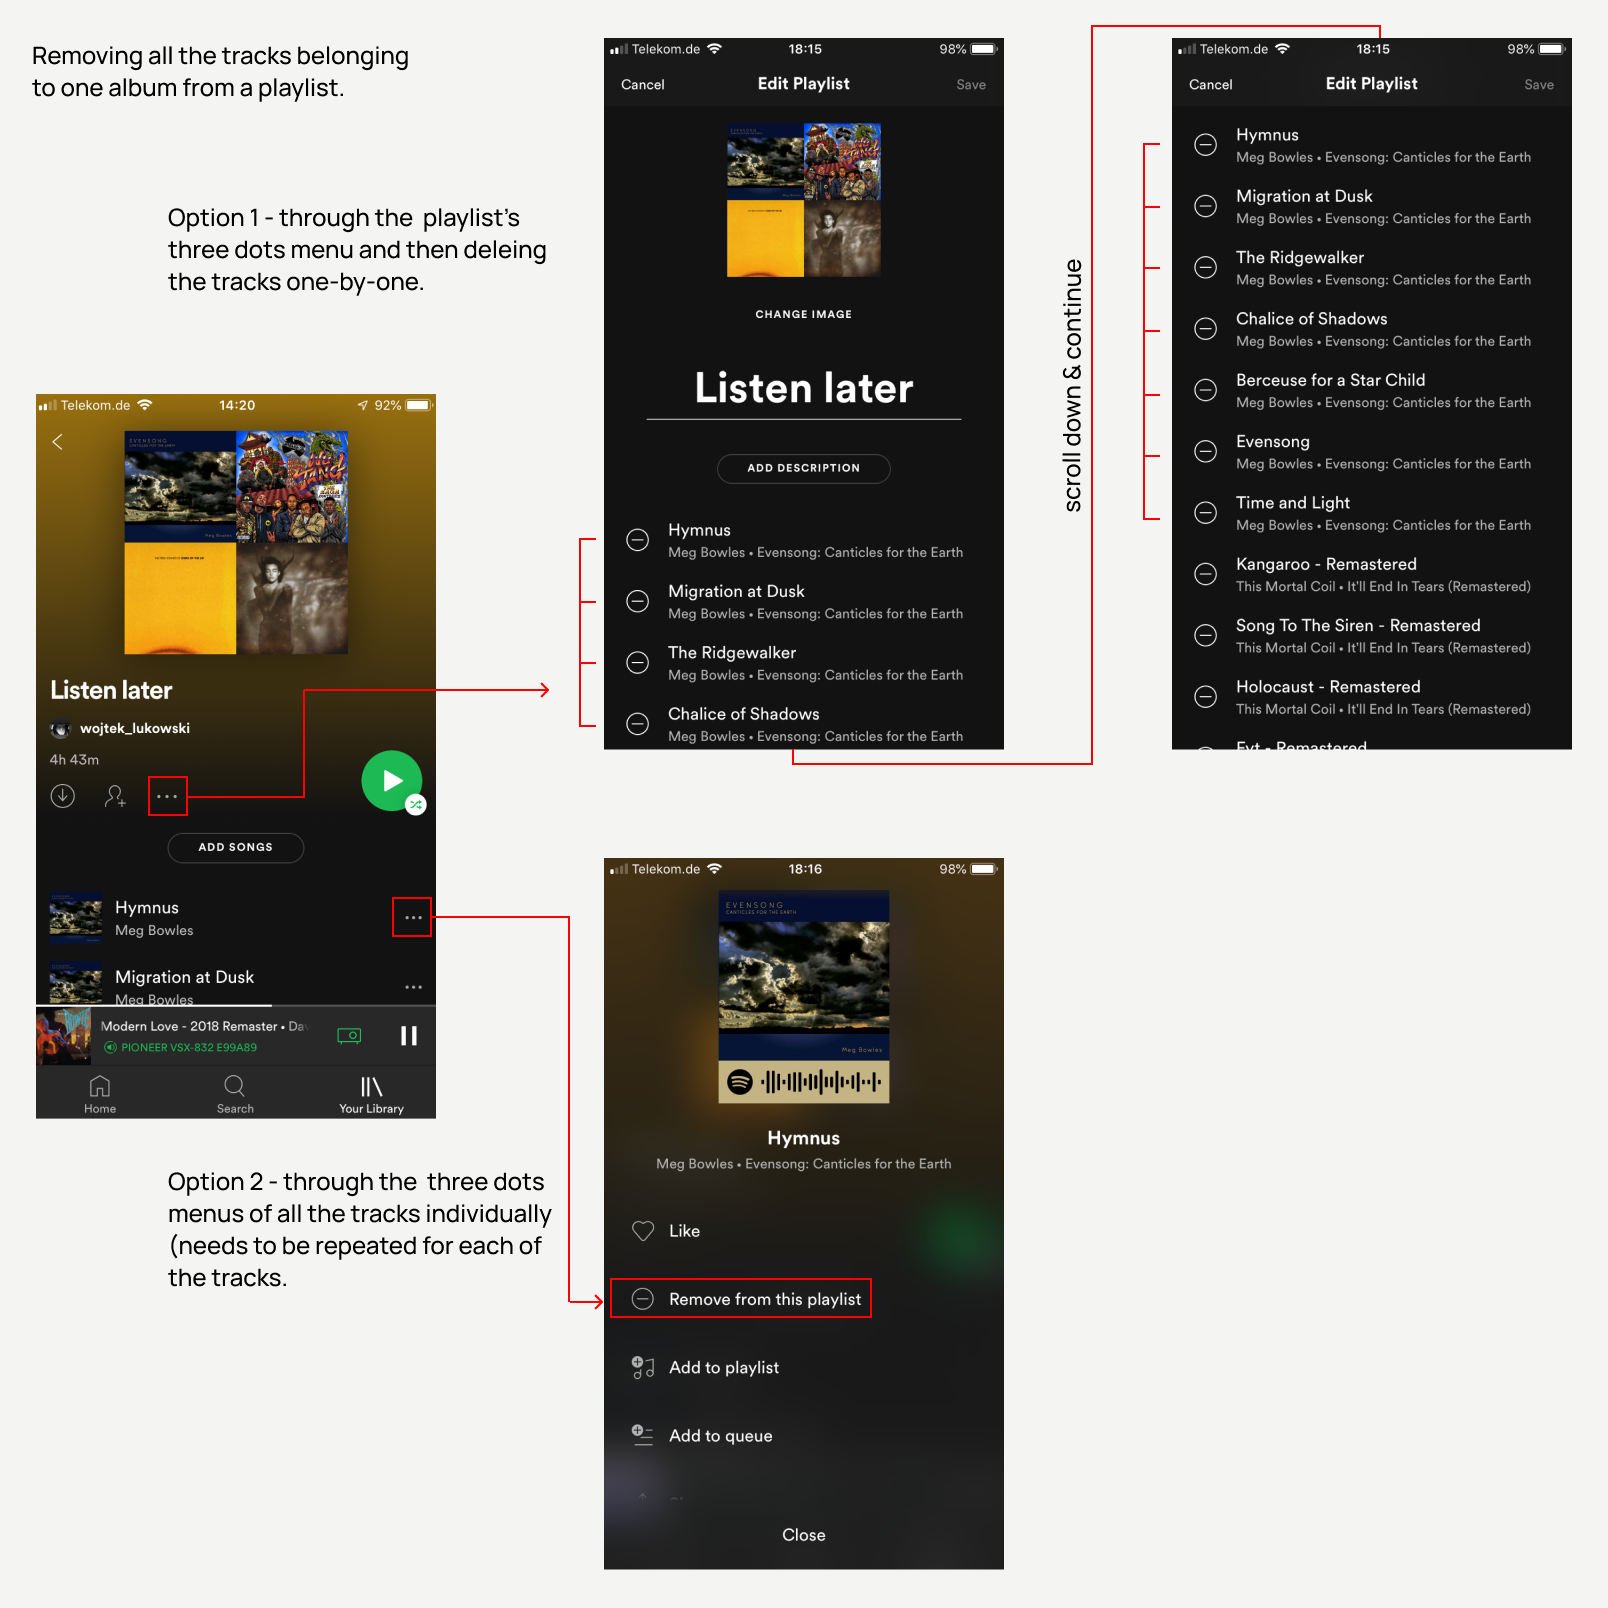 Removing all the tracks belonging
to one album from a playlist.
Option 1 - through the playlist's
three dots menu and then deleing
the tracks one-by-one.
Telekom.de 14:20 92%
EVENSONG
CANTICLES FOR THE EARTH
Meg Bowles
Listen later
wojtek_lukowski
4h 43m
ADD SONGS
Hymnus
Meg Bowles
Migration at Dusk
Meg Bowles
Modern Love - 2018 Remaster • Da
PIONEER VSX-832 E99A89
Home Search Your Library
Option 2 - through the three dots
menus of all the tracks individually
(needs to be repeated for each of
the tracks.
Telekom.de 18:15 98%
Cancel Edit Playlist Save
EVENSONG
Meg Bowles
CHANGE IMAGE
Listen later
ADD DESCRIPTION
Hymnus
Meg Bowles • Evensong: Canticles for the Earth
Migration at Dusk
Meg Bowles • Evensong: Canticles for the Earth
The Ridgewalker
Meg Bowles • Evensong: Canticles for the Earth
Chalice of Shadows
Meg Bowles • Evensong: Canticles for the Earth
scroll down & continue
Telekom.de 18:15 98%
Cancel Edit Playlist Save
Hymnus
Meg Bowles • Evensong: Canticles for the Earth
Migration at Dusk
Meg Bowles • Evensong: Canticles for the Earth
The Ridgewalker
Meg Bowles • Evensong: Canticles for the Earth
Chalice of Shadows
Meg Bowles • Evensong: Canticles for the Earth
Berceuse for a Star Child
Meg Bowles • Evensong: Canticles for the Earth
Evensong
Meg Bowles • Evensong: Canticles for the Earth
Time and Light
Meg Bowles • Evensong: Canticles for the Earth
Kangaroo - Remastered
This Mortal Coil • It'll End In Tears (Remastered)
Song To The Siren - Remastered
This Mortal Coil • It'll End In Tears (Remastered)
Holocaust - Remastered
This Mortal Coil • It'll End In Tears (Remastered)
Fyt - Remastered
Telekom.de 18:16 98%
EVENSONG
CANTICLES FOR THE EARTH
Meg Bowles
Hymnus
Meg Bowles • Evensong: Canticles for the Earth
Like
Remove from this playlist
Add to playlist
Add to queue
Close